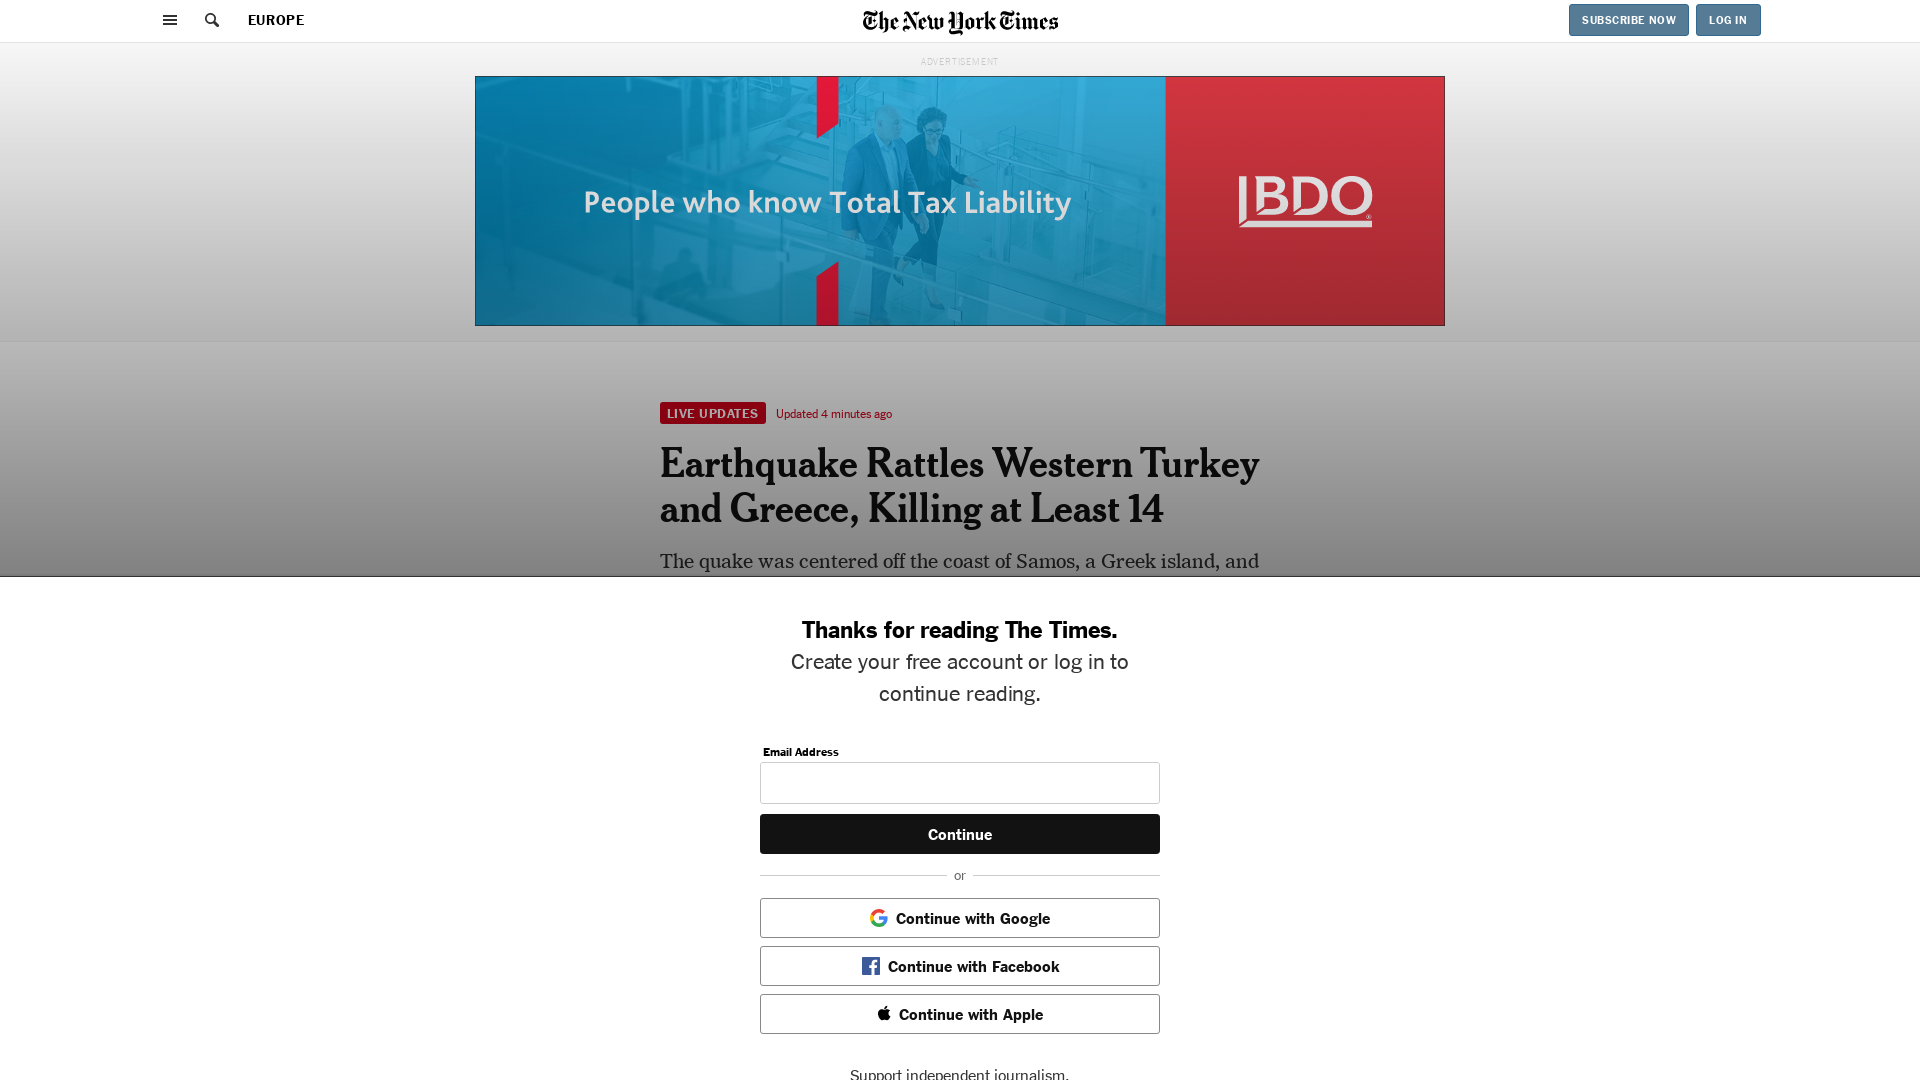 EUROPE
The New York Times
SUBSCRIBE NOW
LOG IN
ADVERTISEMENT
People who know Total Tax Liability
BDO
LIVE UPDATES
Updated 4 minutes ago
Earthquake Rattles Western Turkey
and Greece, Killing at Least 14
The quake was centered off the coast of Samos, a Greek island, and
Thanks for reading The Times.
Create your free account or log in to
continue reading.
Email Address
Continue
or
Continue with Google
Continue with Facebook
Continue with Apple
Support independent journalism.